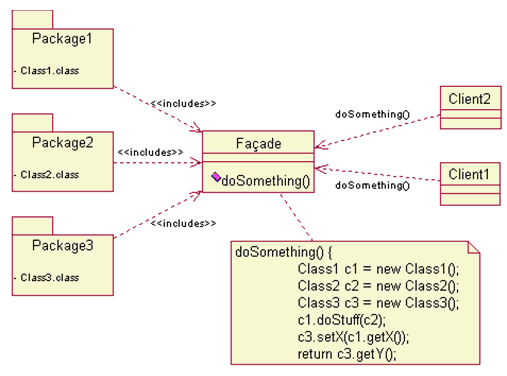 Package1
- Class1.class
<<includes>>
Package2
- Class2.class
<<includes>>
Package3
- Class3.class
<<includes>>
Façade
doSomething()
Client2
doSomething()
Client1
doSomething()
doSomething() {
Class1 c1 = new Class1();
Class2 c2 = new Class2();
Class3 c3 = new Class3();
c1.doStuff(c2);
c3.setX(c1.getX());
return c3.getY();